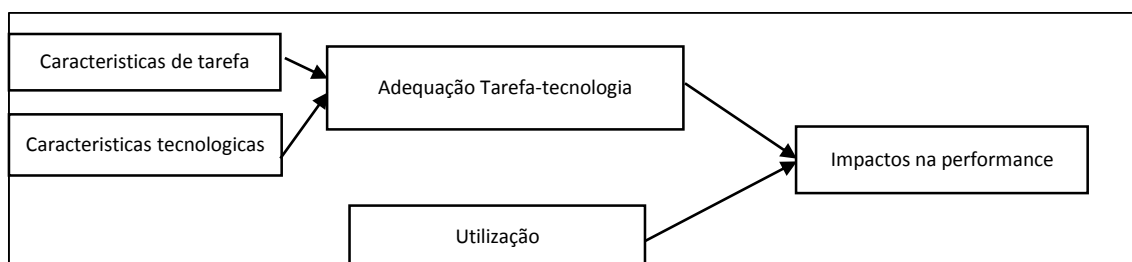 Caracteristicas de tarefa
Adequação Tarefa-tecnologia
Caracteristicas tecnologicas
Impactos na performance
Utilização